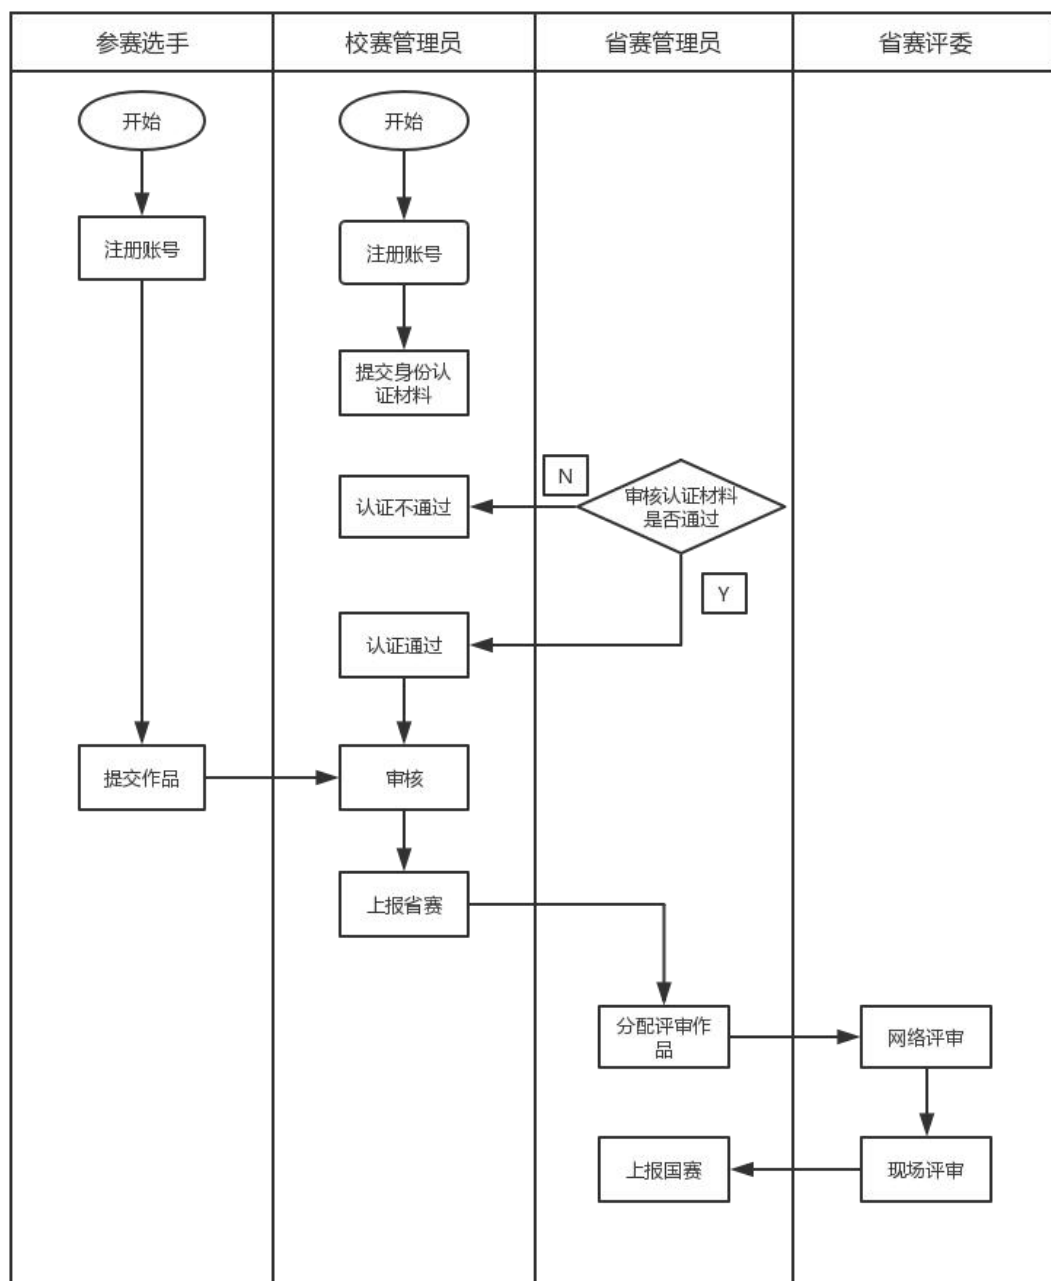 参赛选手
校赛管理员
省赛管理员
省赛评委
开始
开始
注册账号
注册账号
提交身份认
证材料
N
审核认证材料
是否通过
认证不通过
Y
认证通过
提交作品
审核
上报省赛
分配评审作
品
网络评审
上报国赛
现场评审